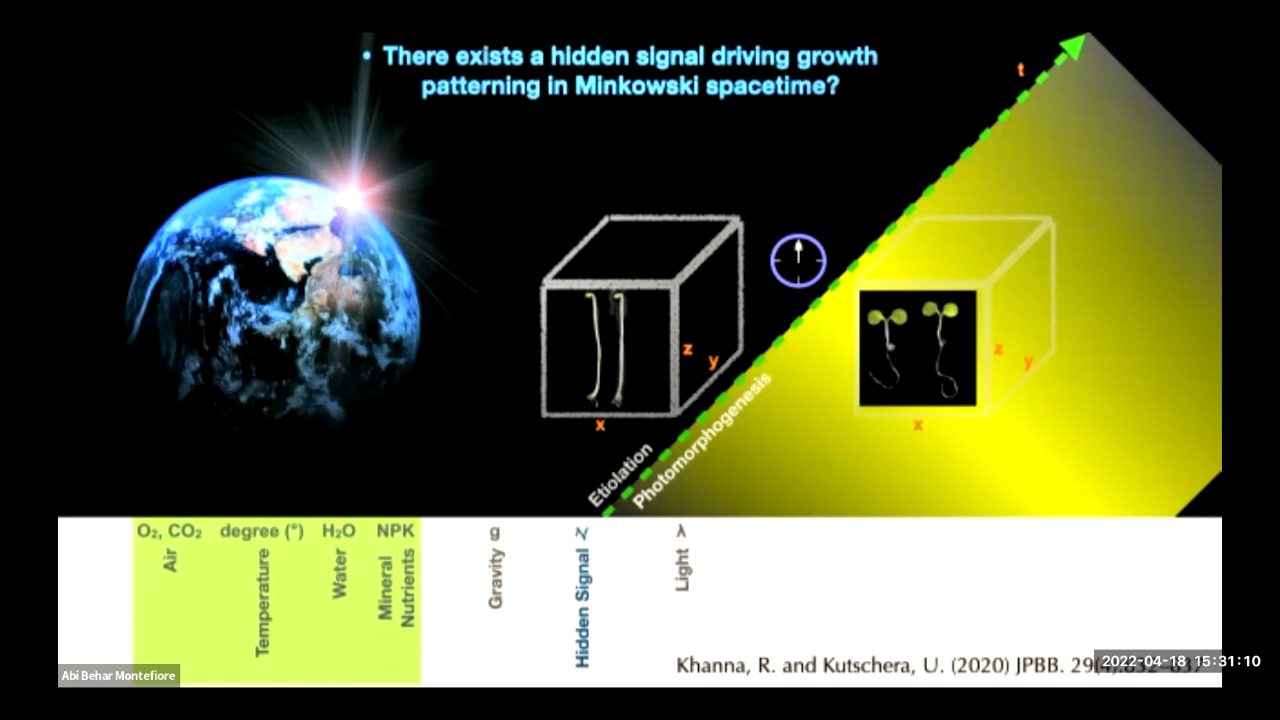 • There exists a hidden signal driving growth
patterning in Minkowski spacetime?
t
z
y
x
z
y
x
Etiolation
Photomorphogenesis
O₂, CO₂
Air
degree (°)
Temperature
H₂O
Water
NPK
Mineral
Nutrients
Gravity g
Hidden Signal
Light λ
Khanna, R. and Kutschera, U. (2020) JPBB.
2022-04-18 15:31:10
Abi Behar Montefiore